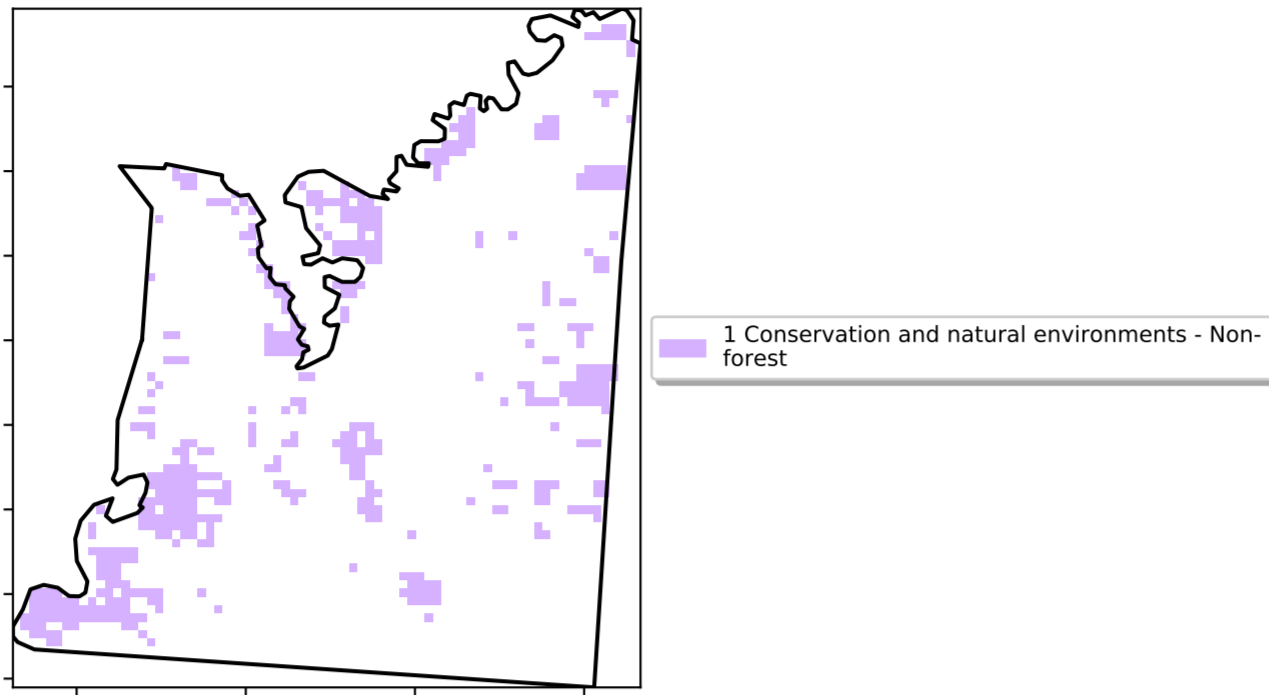 1 Conservation and natural environments - Non-
forest